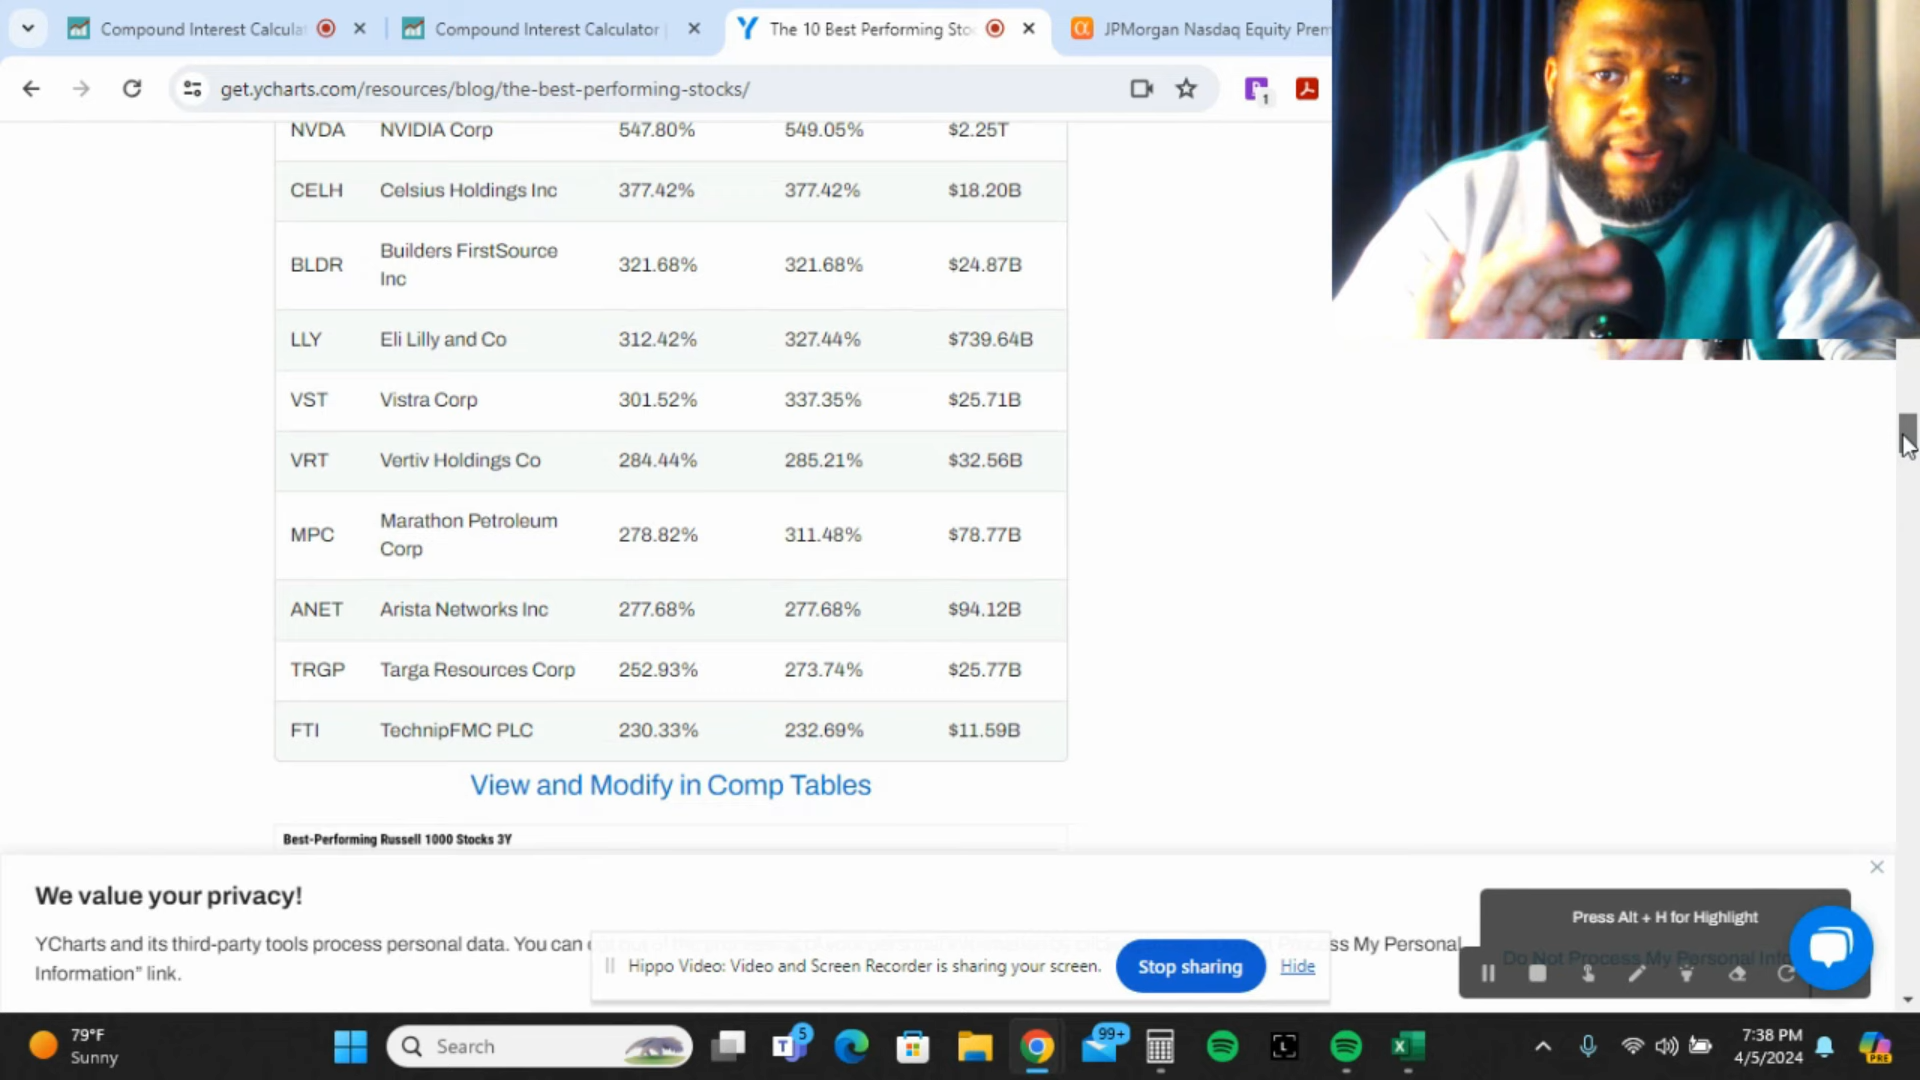 Compound Interest Calcula
Compound Interest Calculator
The 10 Best Performing Sto
JPMorgan Nasdaq Equity Prem
get.ycharts.com/resources/blog/the-best-performing-stocks/
1
NVDA NVIDIA Corp 547.80% 549.05% $2.25T
CELH Celsius Holdings Inc 377.42% 377.42% $18.20B
BLDR Builders FirstSource Inc 321.68% 321.68% $24.87B
LLY Eli Lilly and Co 312.42% 327.44% $739.64B
VST Vistra Corp 301.52% 337.35% $25.71B
VRT Vertiv Holdings Co 284.44% 285.21% $32.56B
MPC Marathon Petroleum Corp 278.82% 311.48% $78.77B
ANET Arista Networks Inc 277.68% 277.68% $94.12B
TRGP Targa Resources Corp 252.93% 273.74% $25.77B
FTI TechnipFMC PLC 230.33% 232.69% $11.59B
View and Modify in Comp Tables
Best-Performing Russell 1000 Stocks 3Y
We value your privacy!
Press Alt + H for Highlight
YCharts and its third-party tools process personal data. You can ss My Personal
Do Not Process My Personal Info
Information” link.
Hippo Video: Video and Screen Recorder is sharing your screen. Stop sharing Hide
79°F
Sunny
Search
5
99+
7:38 PM
4/5/2024
PRE